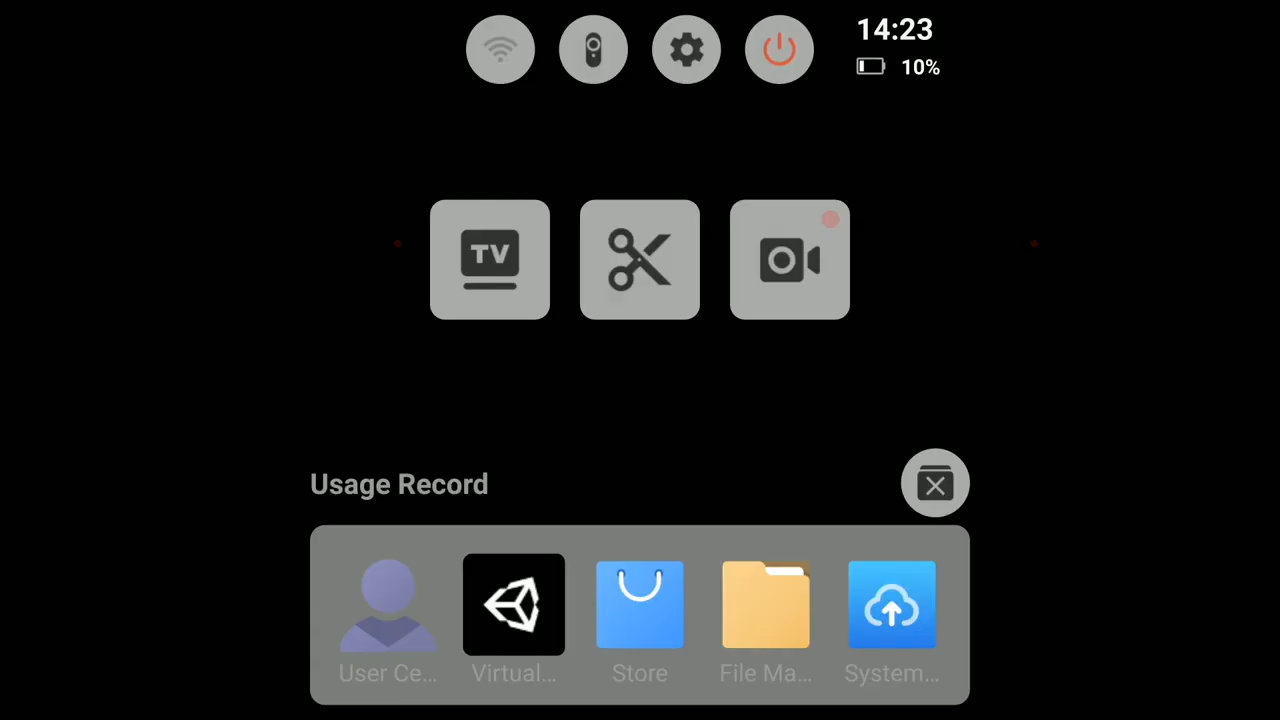 14:23
10%
TV
Usage Record
User Ce...
Virtual...
Store
File Ma...
System...